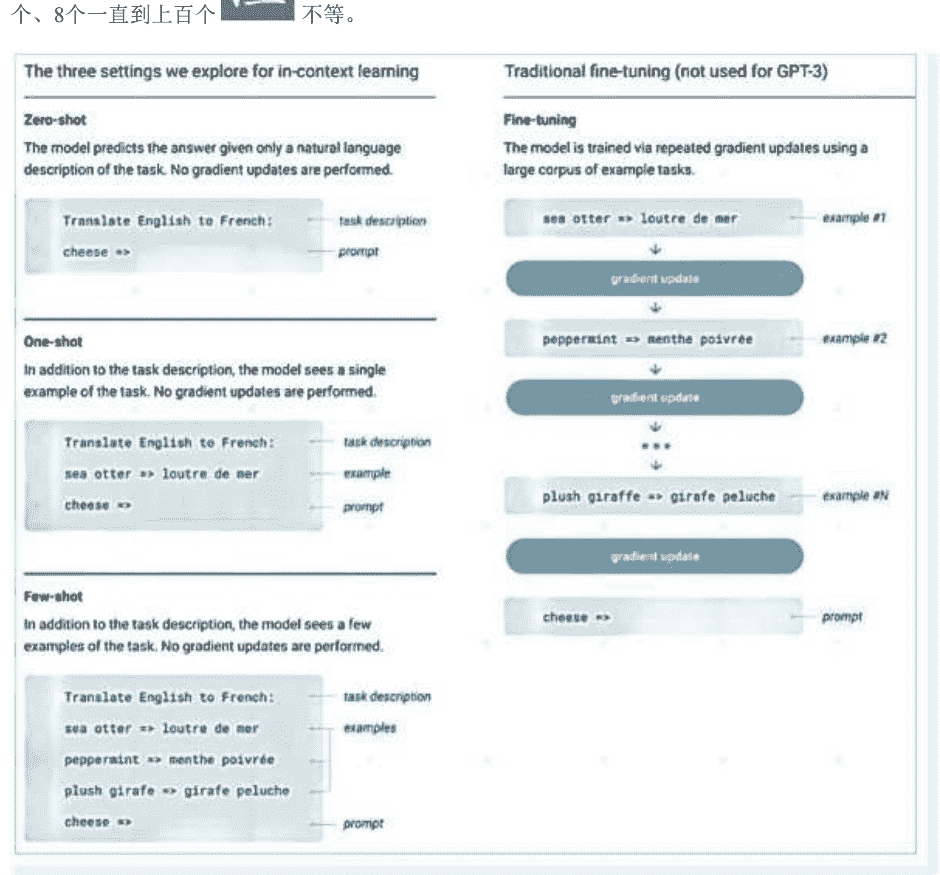 个、8个一直到上百个 不等。
The three settings we explore for in-context learning
Zero-shot
The model predicts the answer given only a natural language
description of the task. No gradient updates are performed.
Translate English to French: task description
cheese => prompt
One-shot
In addition to the task description, the model sees a single
example of the task. No gradient updates are performed.
Translate English to French: task description
sea otter => loutre de mer example
cheese => prompt
Few-shot
In addition to the task description, the model sees a few
examples of the task. No gradient updates are performed.
Translate English to French: task description
sea otter => loutre de mer examples
peppermint => menthe poivrée
plush girafe => girafe peluche
cheese => prompt
Traditional fine-tuning (not used for GPT-3)
Fine-tuning
The model is trained via repeated gradient updates using a
large corpus of example tasks.
sea otter => loutre de mer example #1
gradient update
peppermint => menthe poivrée example #2
gradient update
•••
plush giraffe => girafe peluche example #N
gradient update
cheese => prompt